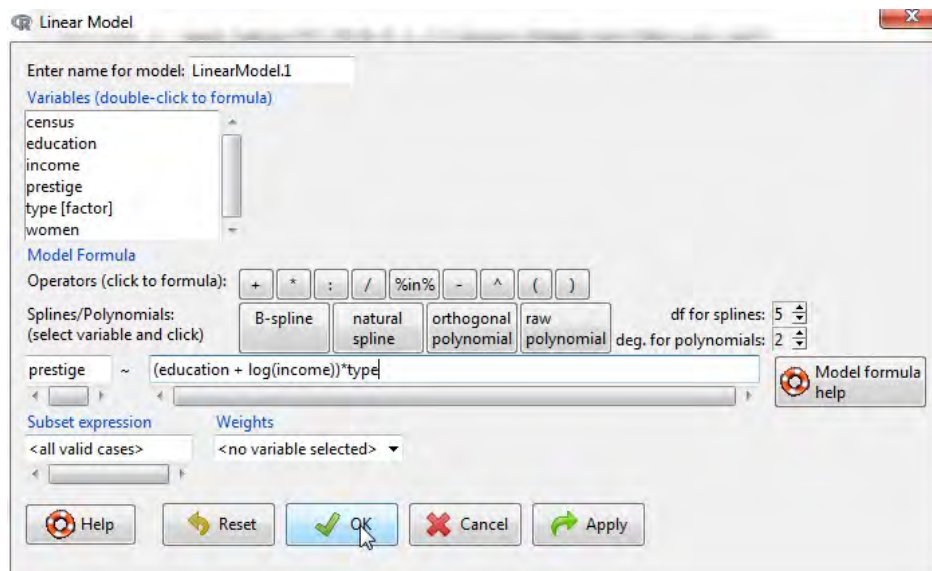 Linear Model
Enter name for model: LinearModel.1
Variables (double-click to formula)
census
education
income
prestige
type [factor]
women
Model Formula
Operators (click to formula): + * : / %in% - ^ ( )
Splines/Polynomials:
(select variable and click)
B-spline
natural
spline
orthogonal
polynomial
raw
polynomial
df for splines: 5
deg. for polynomials: 2
prestige ~ (education + log(income))*type
Model formula
help
Subset expression Weights
<all valid cases> <no variable selected>
Help Reset OK Cancel Apply